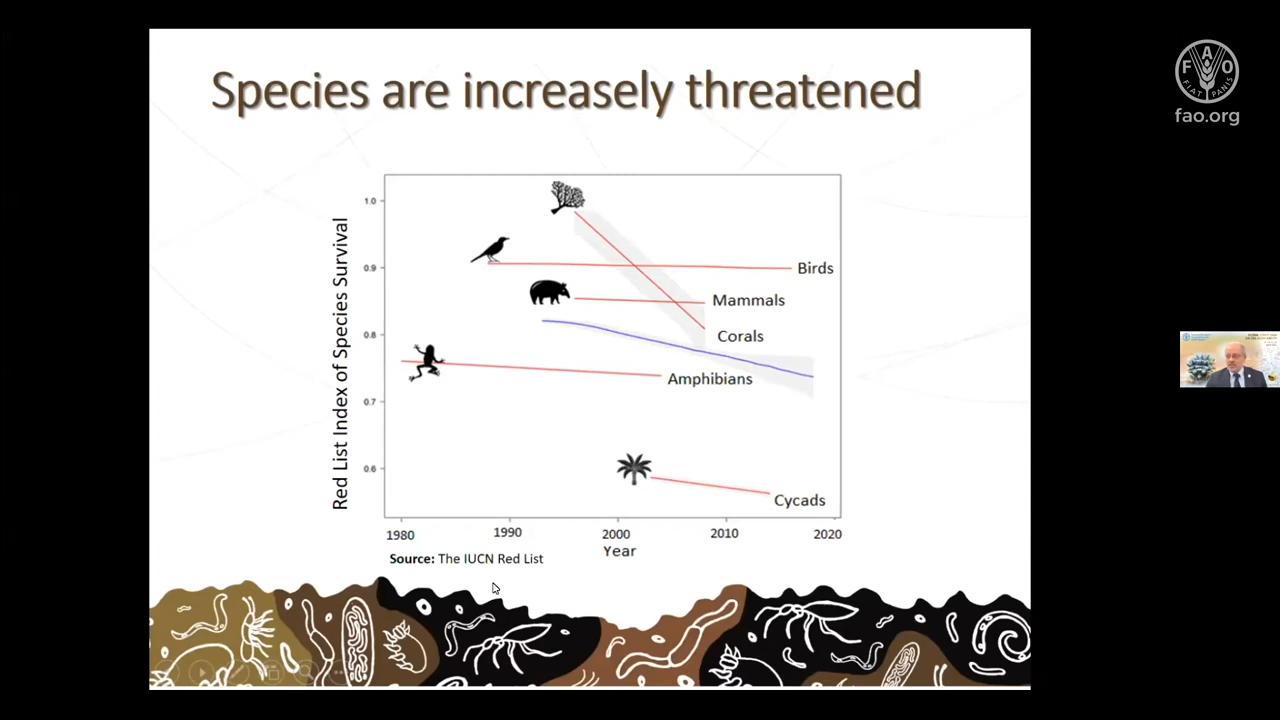 Species are increasely threatened
FAO
FIAT PANIS
fao.org
Red List Index of Species Survival
1.0
0.9
0.8
0.7
0.6
Birds
Mammals
Corals
Amphibians
Cycads
1980
1990
2000
2010
2020
Year
Source: The IUCN Red List